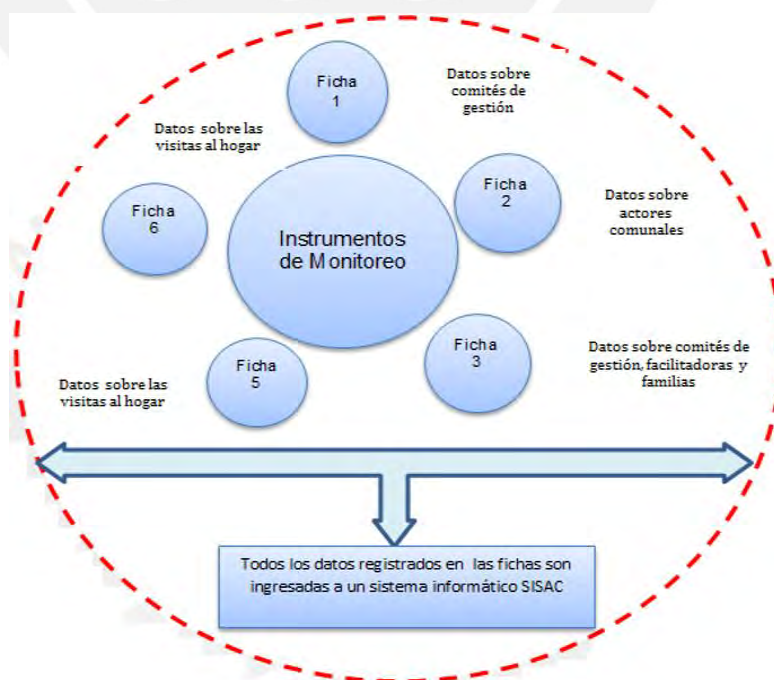 Ficha
1
Datos sobre
comités de
gestión
Datos sobre las
visitas al hogar
Ficha
2
Datos sobre
actores
comunales
Ficha
6
Instrumentos
de Monitoreo
Ficha
3
Datos sobre comités de
gestión, facilitadoras y
familias
Ficha
5
Datos sobre las
visitas al hogar
Todos los datos registrados en las fichas son
ingresadas a un sistema informático SISAC